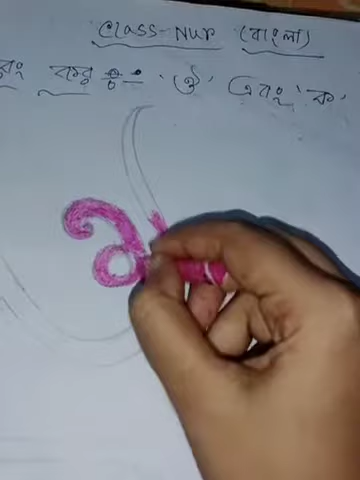 Class-Nur (বাংলা)
রং কর ঃ- 'ঔ' এবং 'ক'